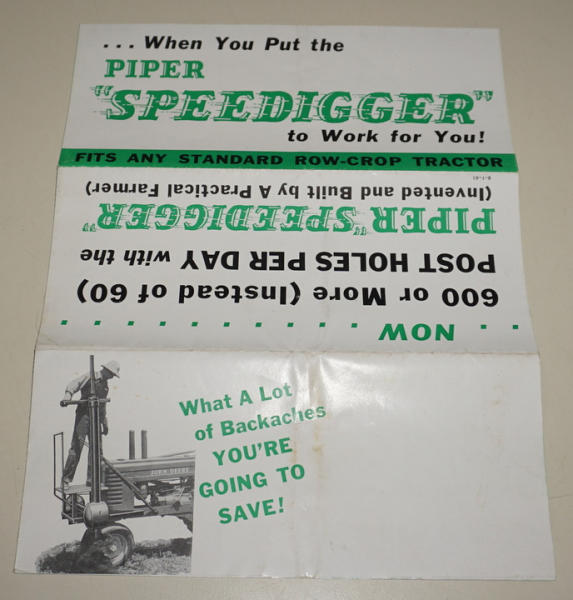 ...When You Put the
PIPER
"SPEEDIGGER"
to Work for You!
FITS ANY STANDARD ROW-CROP TRACTOR
NOW
600 or More (Instead of 60)
POST HOLES PER DAY with the
PIPER "SPEEDIGGER"
(Invented and Built by A Practical Farmer)
What A Lot
of Backaches
YOU'RE
GOING TO
SAVE!
JOHN DEERE